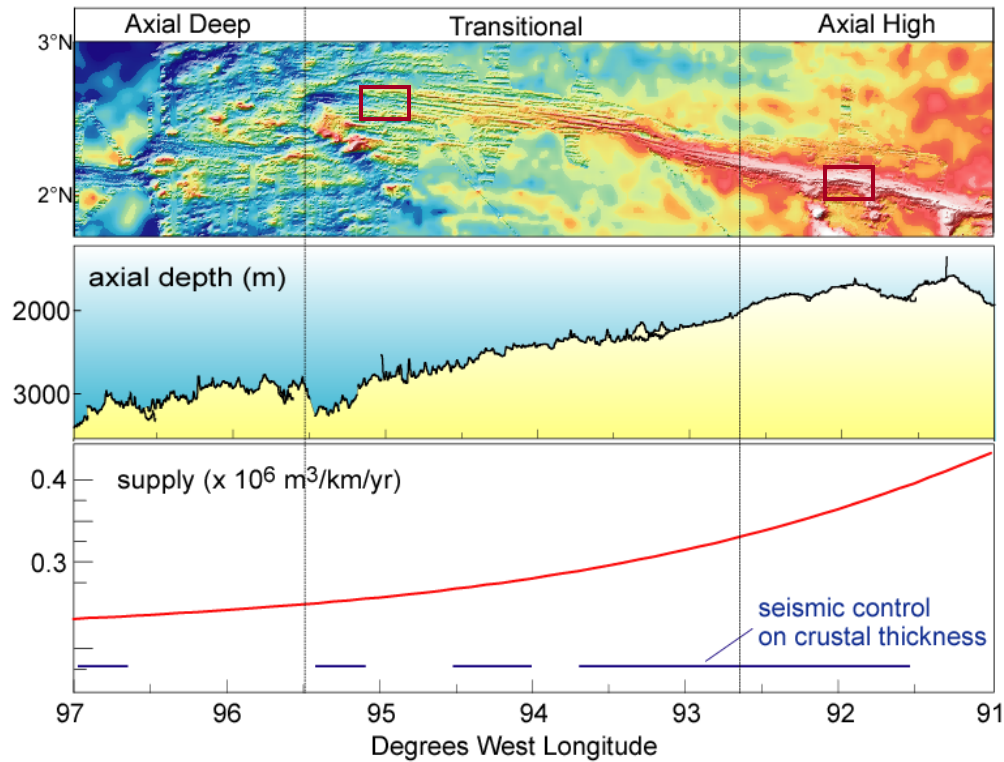 Axial Deep Transitional Axial High
3°N
2°N
axial depth (m)
2000
3000
supply (x 10⁶ m³/km/yr)
0.4
0.3
seismic control
on crustal thickness
97 96 95 94 93 92 91
Degrees West Longitude